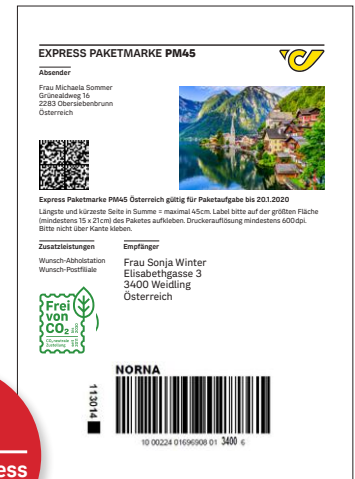 EXPRESS PAKETMARKE PM45
Absender
Frau Michaela Sommer
Grünealdweg 16
2283 Obersiebenbrunn
Österreich
Express Paketmarke PM45 Österreich gültig für Paketaufgabe bis 20.1.2020
Längste und kürzeste Seite in Summe = maximal 45cm. Label bitte auf der größten Fläche
(mindestens 15 x 21cm) des Paketes aufkleben. Druckerauflösung mindestens 600dpi.
Bitte nicht über Kante kleben.
Zusatzleistungen
Wunsch-Abholstation
Wunsch-Postfiliale
Empfänger
Frau Sonja Winter
Elisabethgasse 3
3400 Weidling
Österreich
Frei
von
CO2
CO2 neutrale
Zustellung
NORNA
113014
10 00224 01696908 01 3400 6
ess